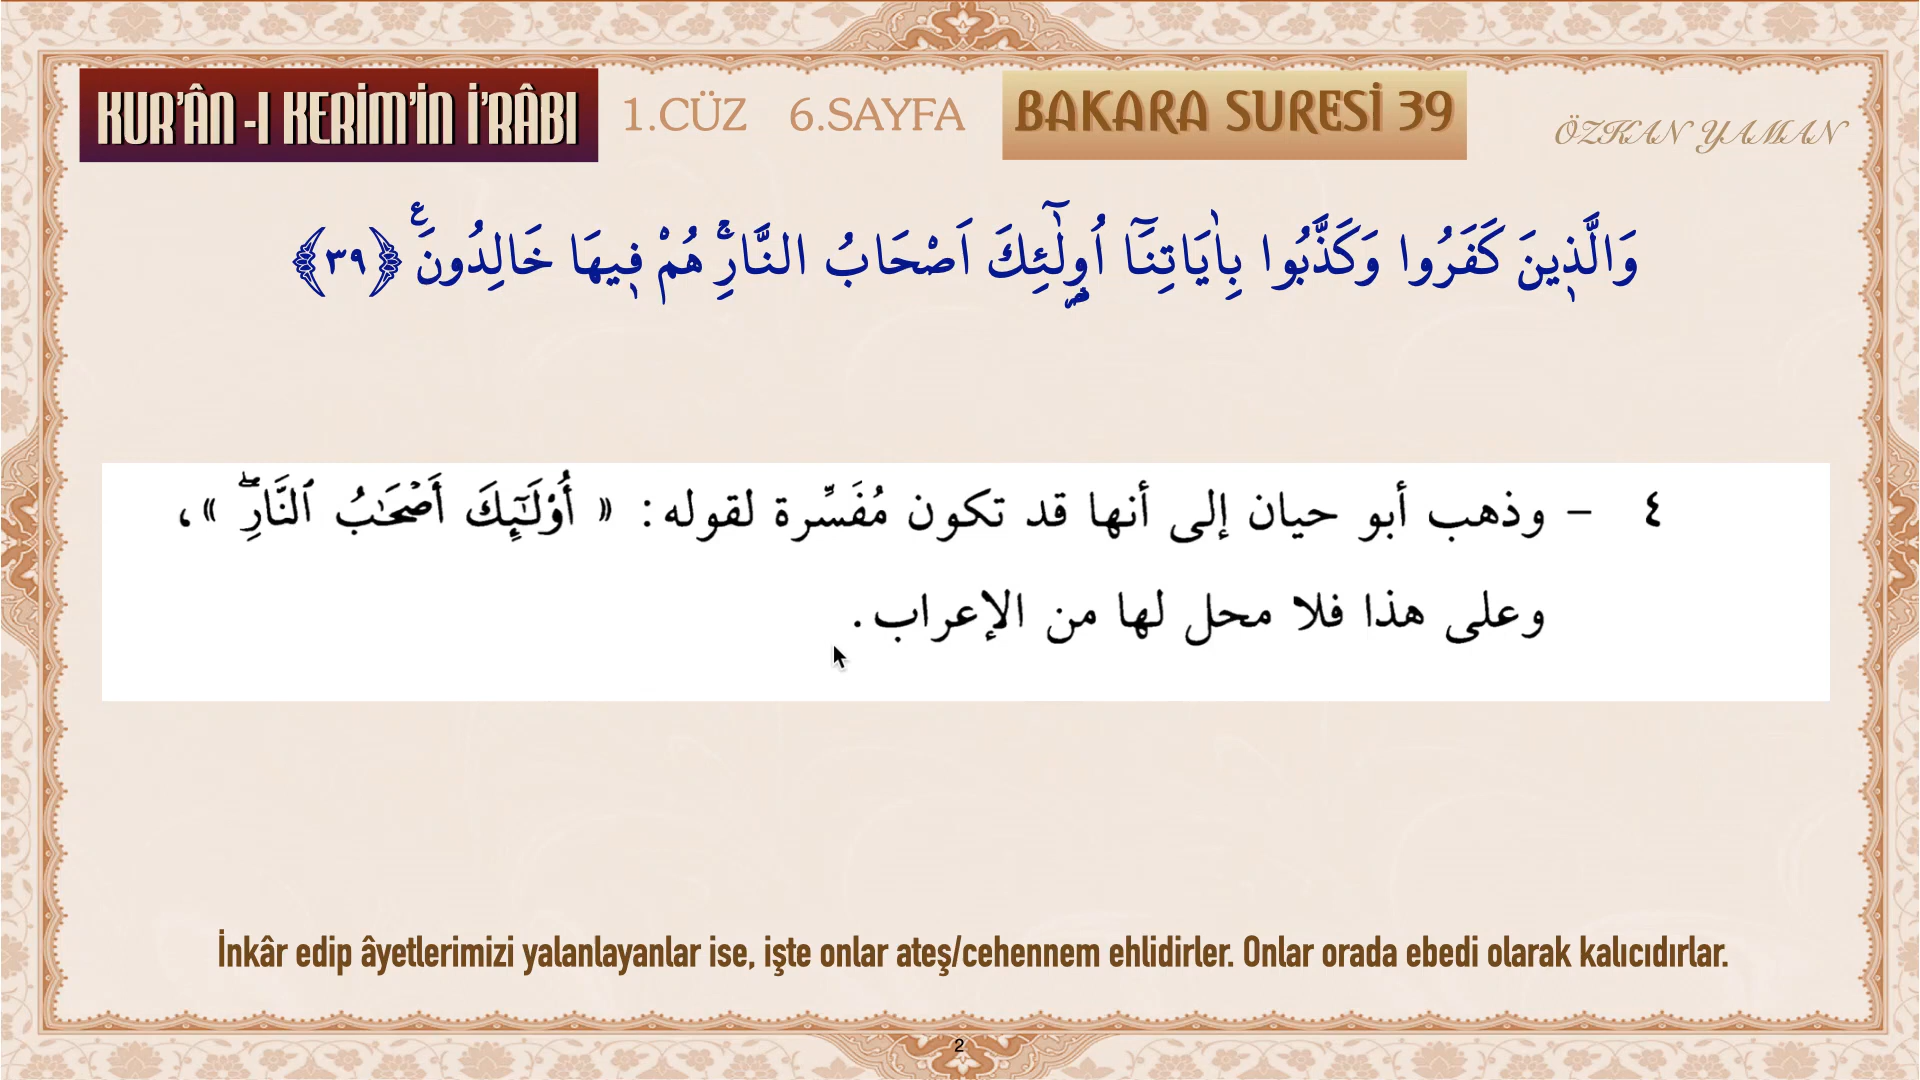 KUR'ÂN -I KERİM'İN İ'RÂBI 1.CÜZ 6.SAYFA BAKARA SURESİ 39 ÖZKAN YAMAN
وَالَّذ۪ينَ كَفَرُوا وَكَذَّبُوا بِاٰيَاتِنَٓا اُو۬لٰٓئِكَ اَصْحَابُ النَّارِۚ هُمْ ف۪يهَا خَالِدُونَ۟ ﴿٣٩﴾
٤ - وذهب أبو حيان إلى أنها قد تكون مُفَسِّرة لقوله: « أُوْلَـٰٓئِكَ أَصْحَـٰبُ ٱلنَّارِۖ »،
وعلى هذا فلا محل لها من الإعراب.
İnkâr edip âyetlerimizi yalanlayanlar ise, işte onlar ateş/cehennem ehlidirler. Onlar orada ebedi olarak kalıcıdırlar.
2